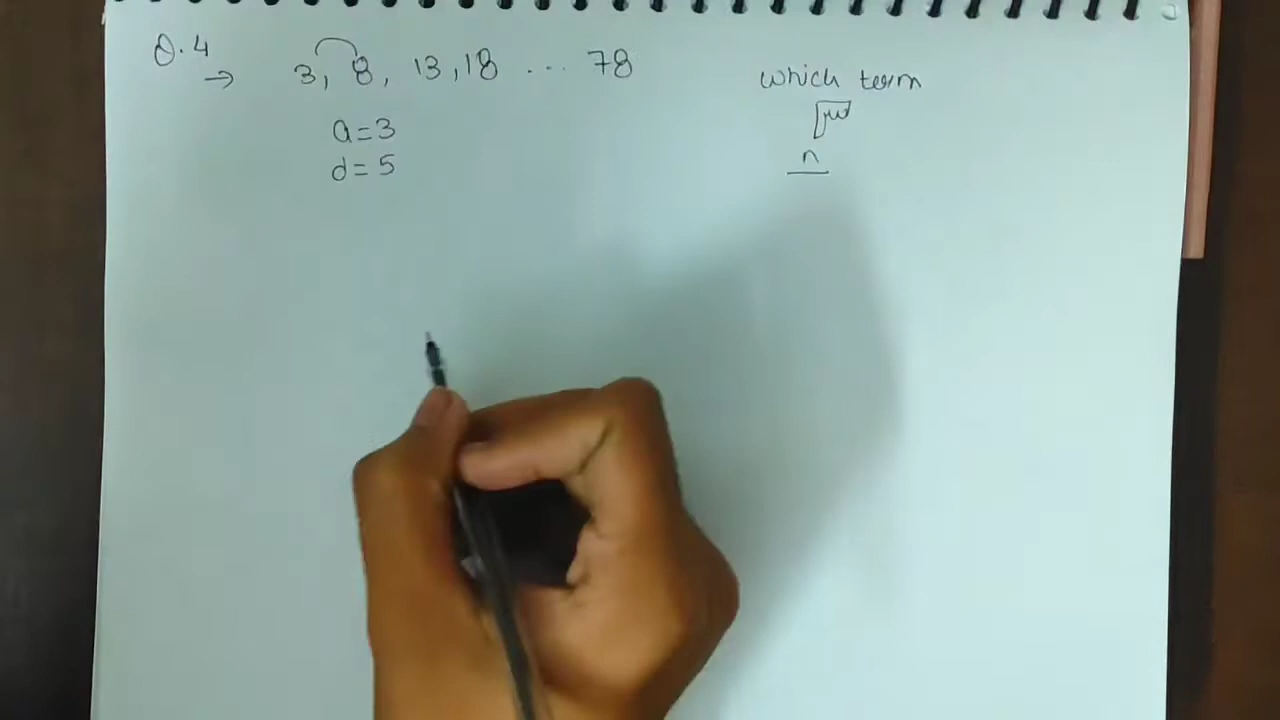 Q.4
→ 3, 8, 13, 18 ... 78
which term
a=3
n
d=5